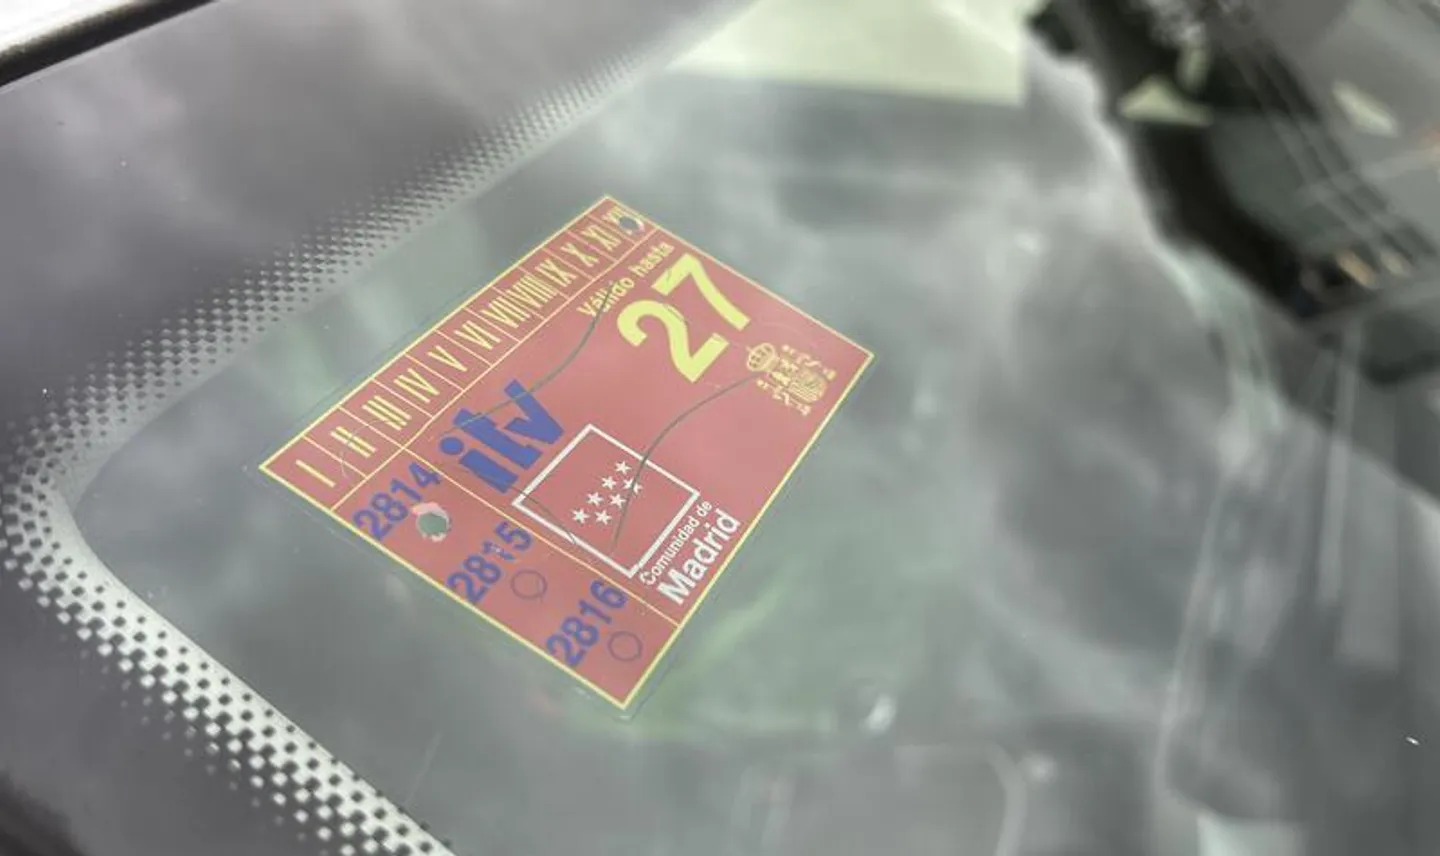 I II III IV V VI VII VIII IX X XI XII
Válido hasta
27
itv
Comunidad de
Madrid
2814
2815
2816